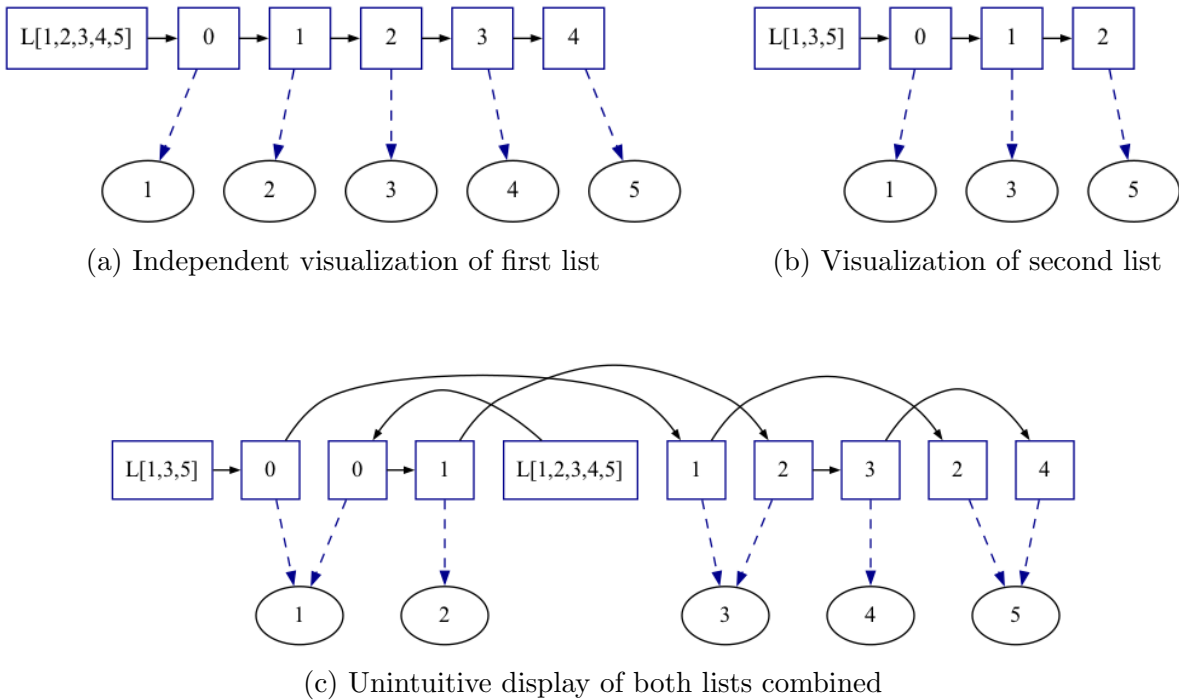 L[1,2,3,4,5] 0 1 2 3 4
1 2 3 4 5
(a) Independent visualization of first list
L[1,3,5] 0 1 2
1 3 5
(b) Visualization of second list
L[1,3,5] 0 0 1 L[1,2,3,4,5] 1 2 3 2 4
1 2 3 4 5
(c) Unintuitive display of both lists combined